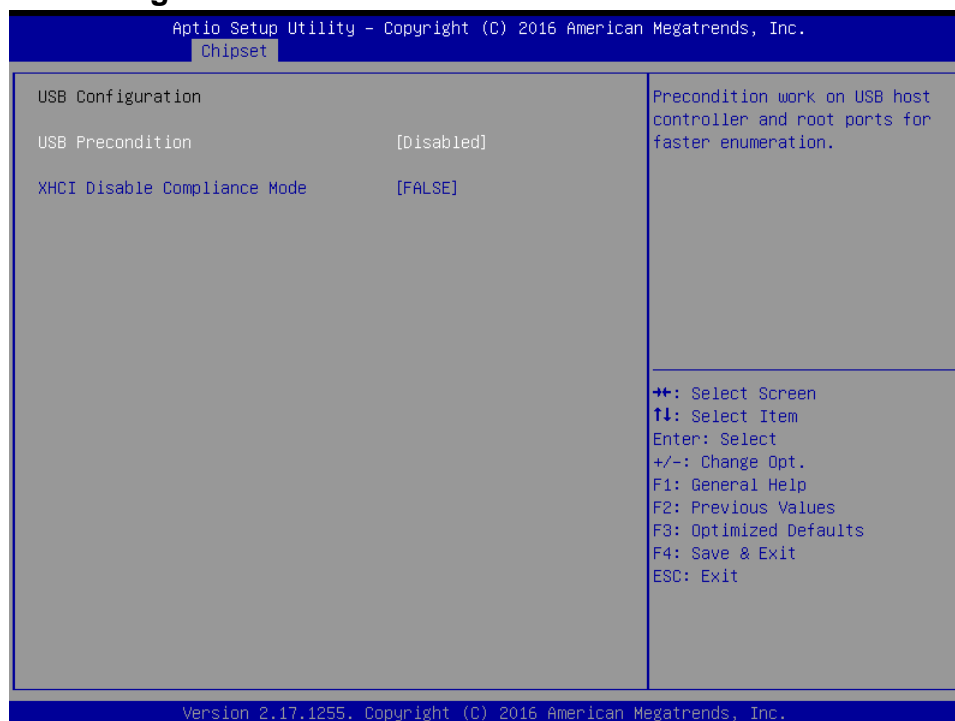 Aptio Setup Utility – Copyright (C) 2016 American Megatrends, Inc.
Chipset
USB Configuration
USB Precondition [Disabled]
XHCI Disable Compliance Mode [FALSE]
Precondition work on USB host
controller and root ports for
faster enumeration.
→←: Select Screen
↑↓: Select Item
Enter: Select
+/-: Change Opt.
F1: General Help
F2: Previous Values
F3: Optimized Defaults
F4: Save & Exit
ESC: Exit
Version 2.17.1255. Copyright (C) 2016 American Megatrends, Inc.